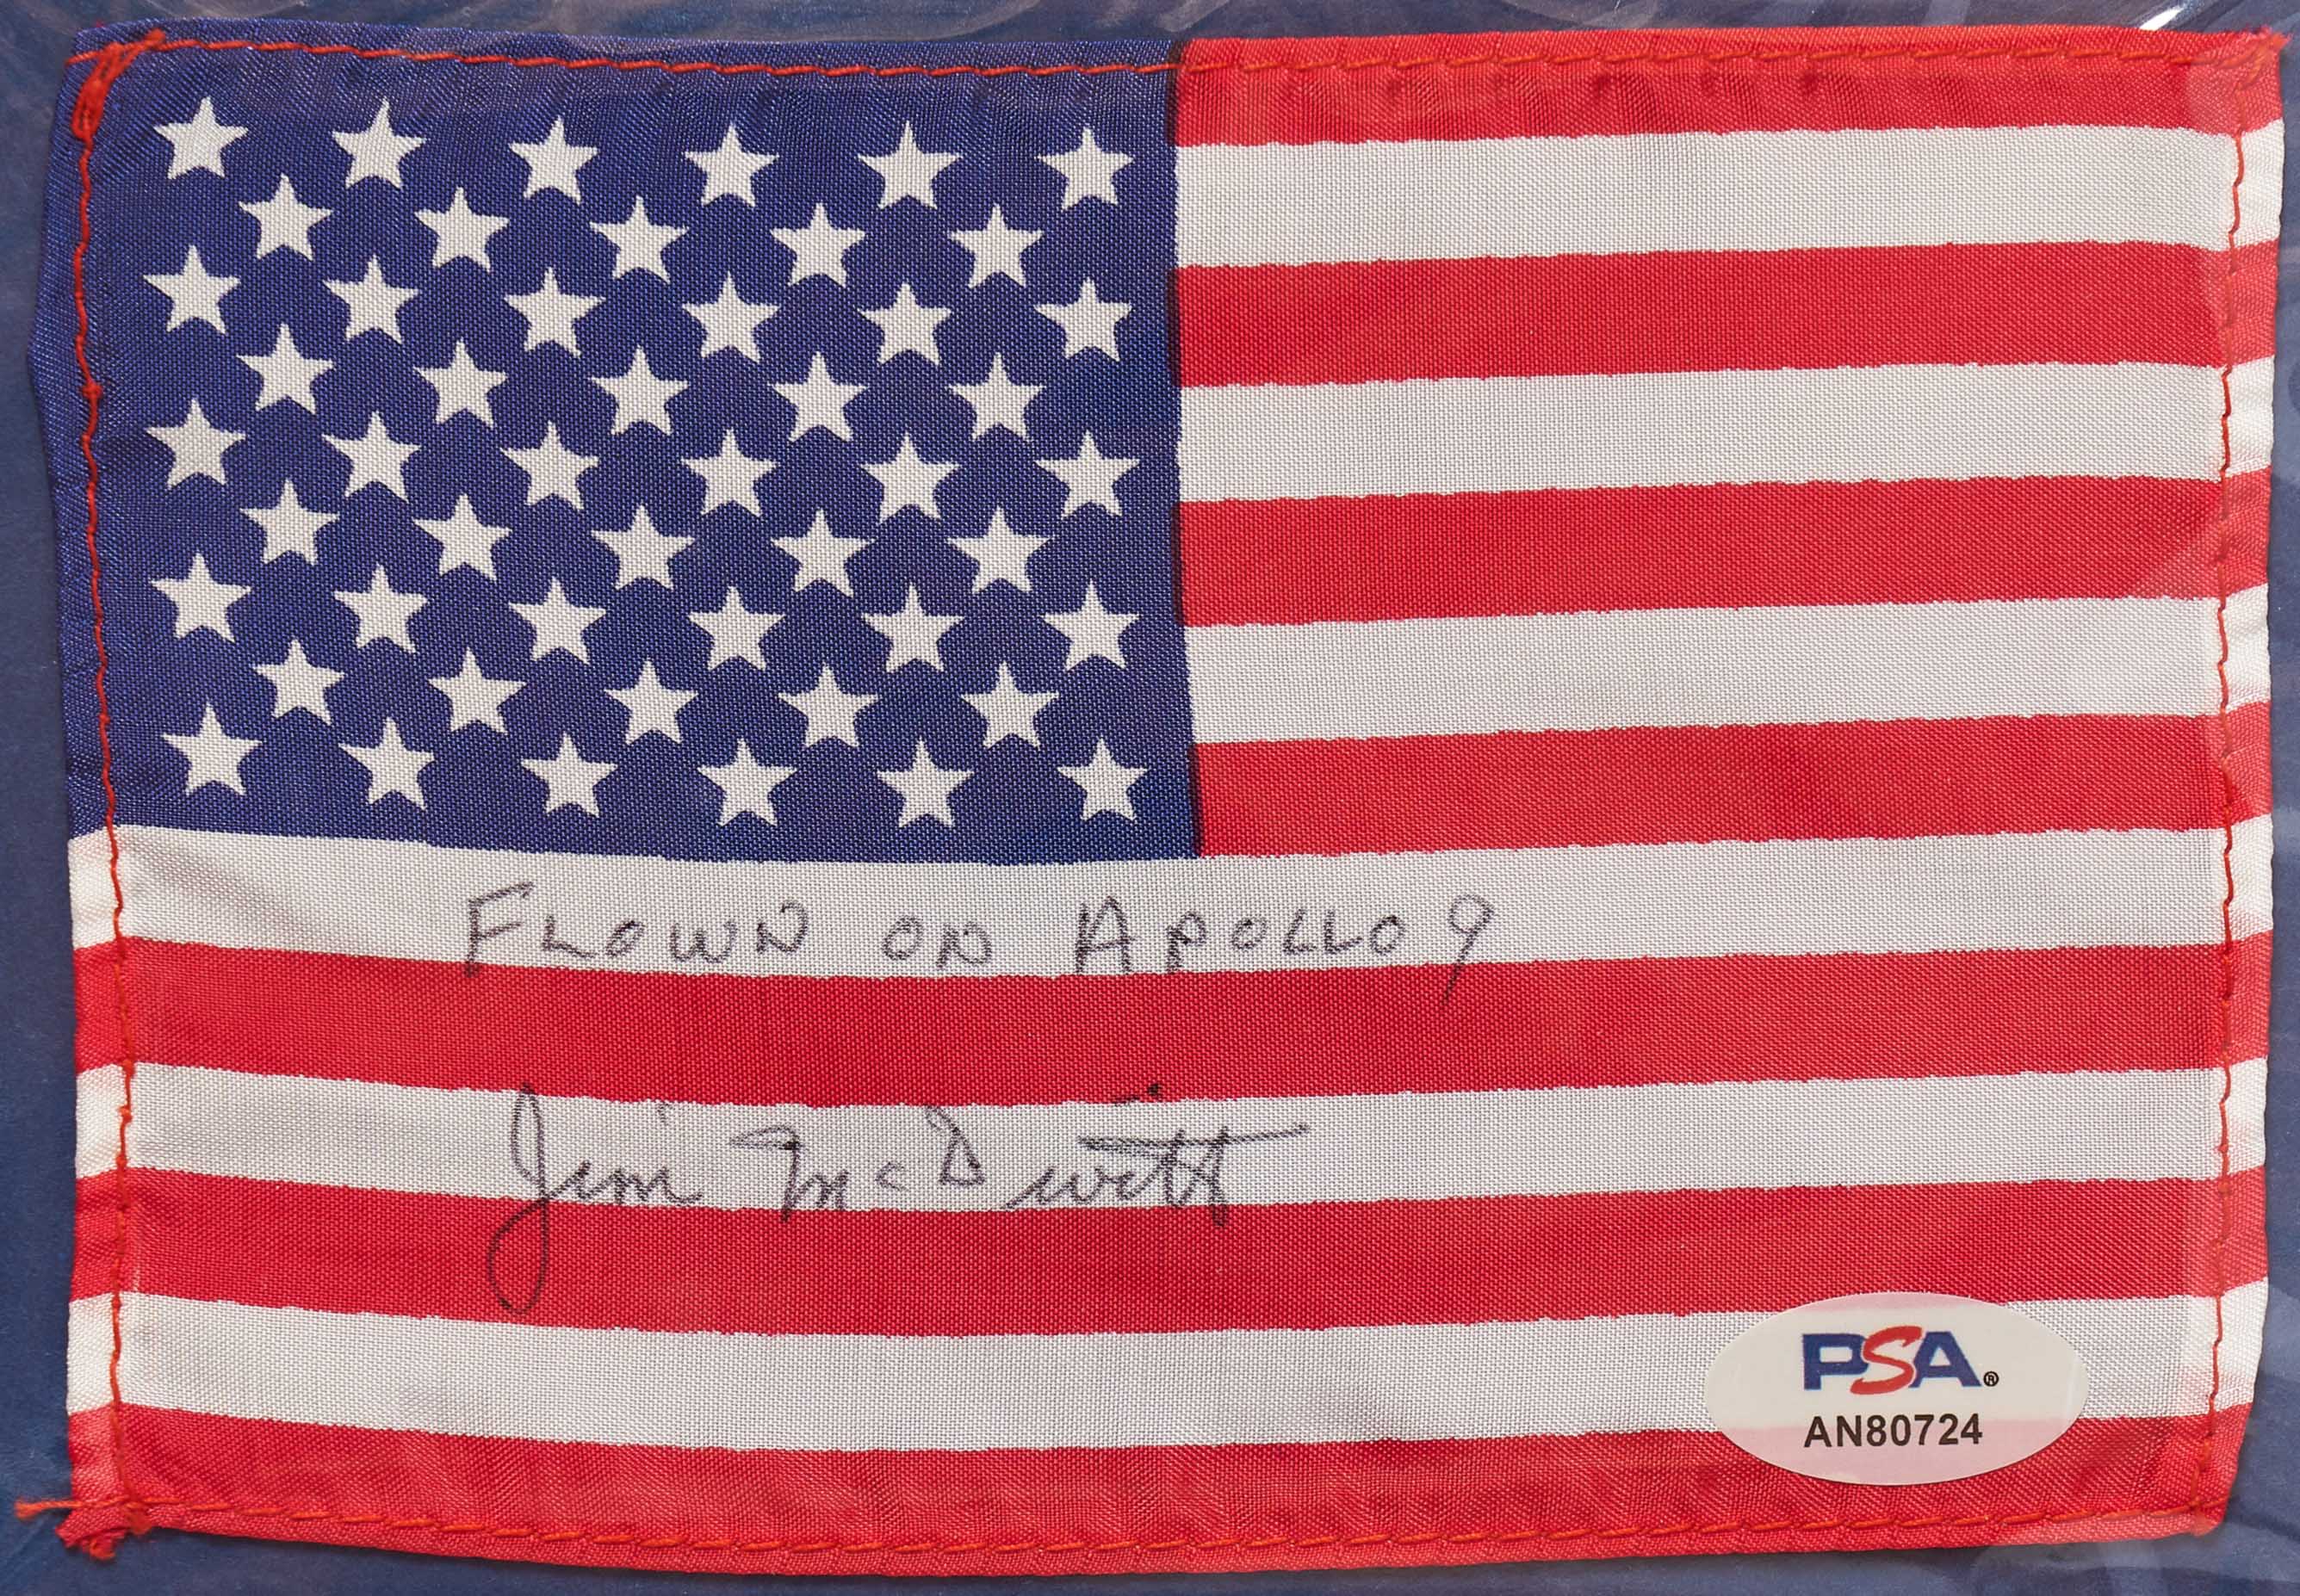 FLOWN ON APOLLO 9
Jim McDivitt
PSA®
AN80724